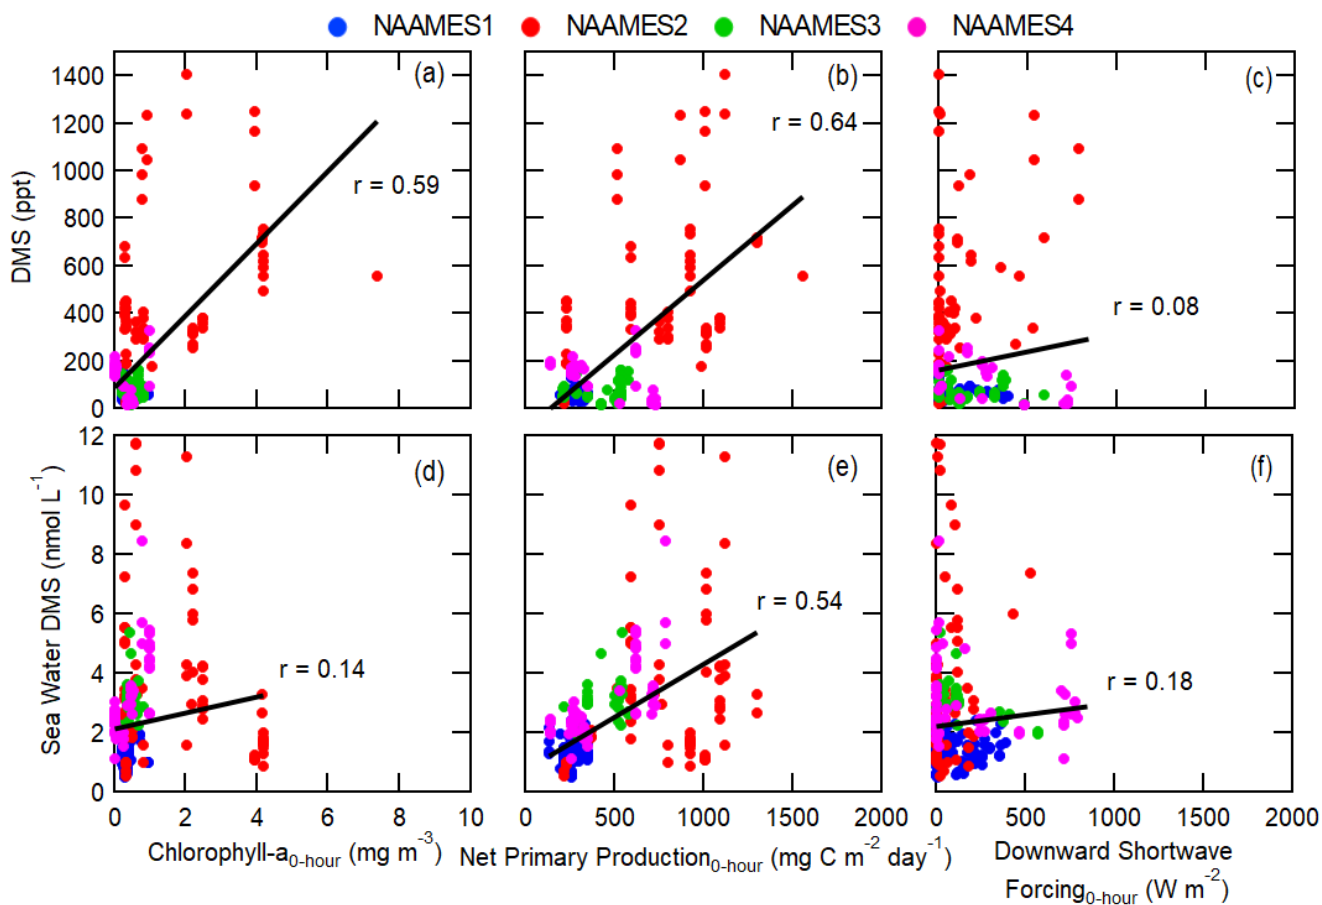 NAAMES1 NAAMES2 NAAMES3 NAAMES4
1400
1200
1000
800
600
400
200
0
DMS (ppt)
(a)
r = 0.59
(b)
r = 0.64
(c)
r = 0.08
12
10
8
6
4
2
0
Sea Water DMS (nmol L⁻¹)
(d)
r = 0.14
(e)
r = 0.54
(f)
r = 0.18
0 2 4 6 8 10
0 500 1000 1500 2000
0 500 1000 1500 2000
Chlorophyll-a0-hour (mg m⁻³)
Net Primary Production0-hour (mg C m⁻² day⁻¹)
Downward Shortwave
Forcing0-hour (W m⁻²)